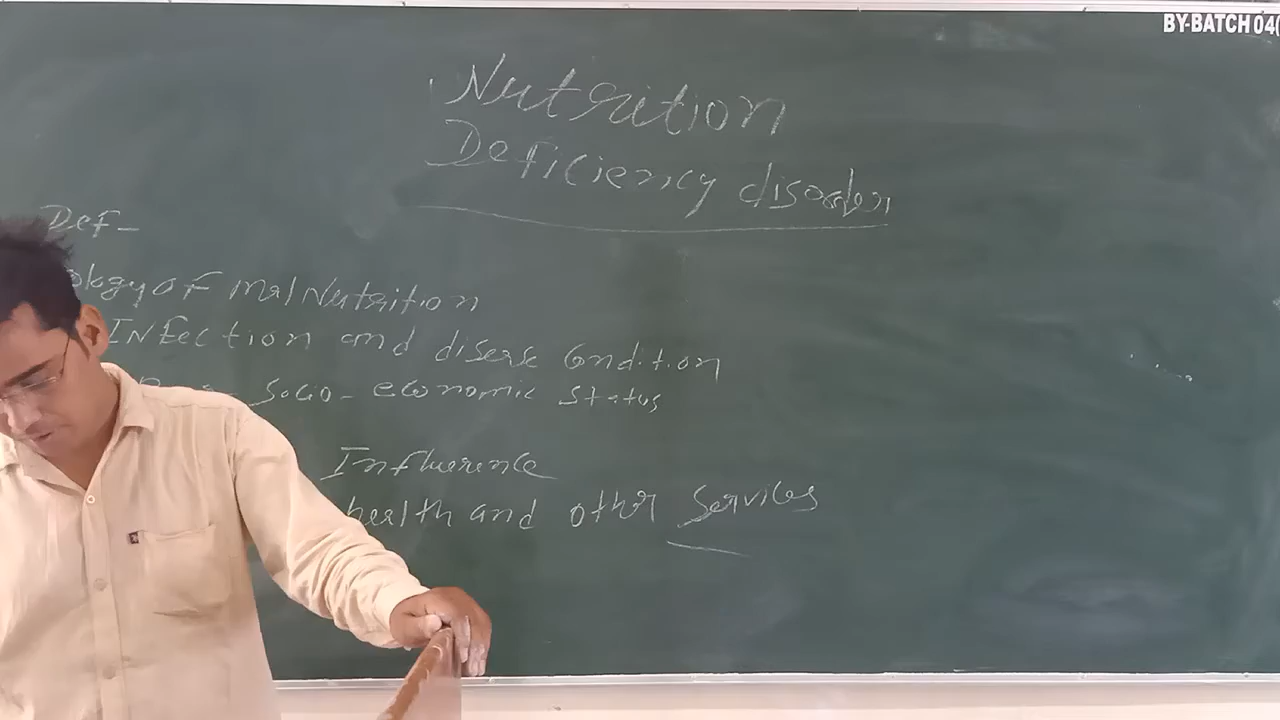 BY-BATCH 04(
Nutrition
Deficiency disorder
Def-
ology of MalNutrition
INfection and disease Condition
Socio-economic Status
Influence
health and other Services